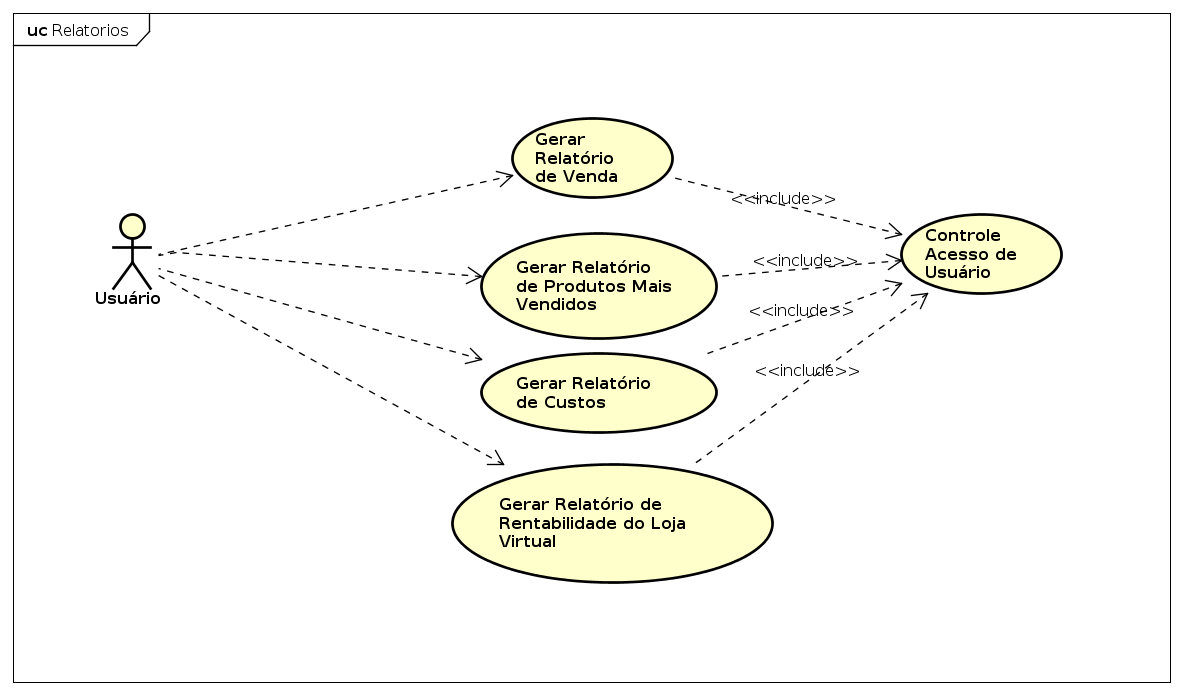 uc Relatorios
Gerar
Relatório
de Venda
<<include>>
Controle
Acesso de
Usuário
Gerar Relatório
de Produtos Mais
Vendidos
<<include>>
Usuário
<<include>>
Gerar Relatório
de Custos
<<include>>
Gerar Relatório de
Rentabilidade do Loja
Virtual